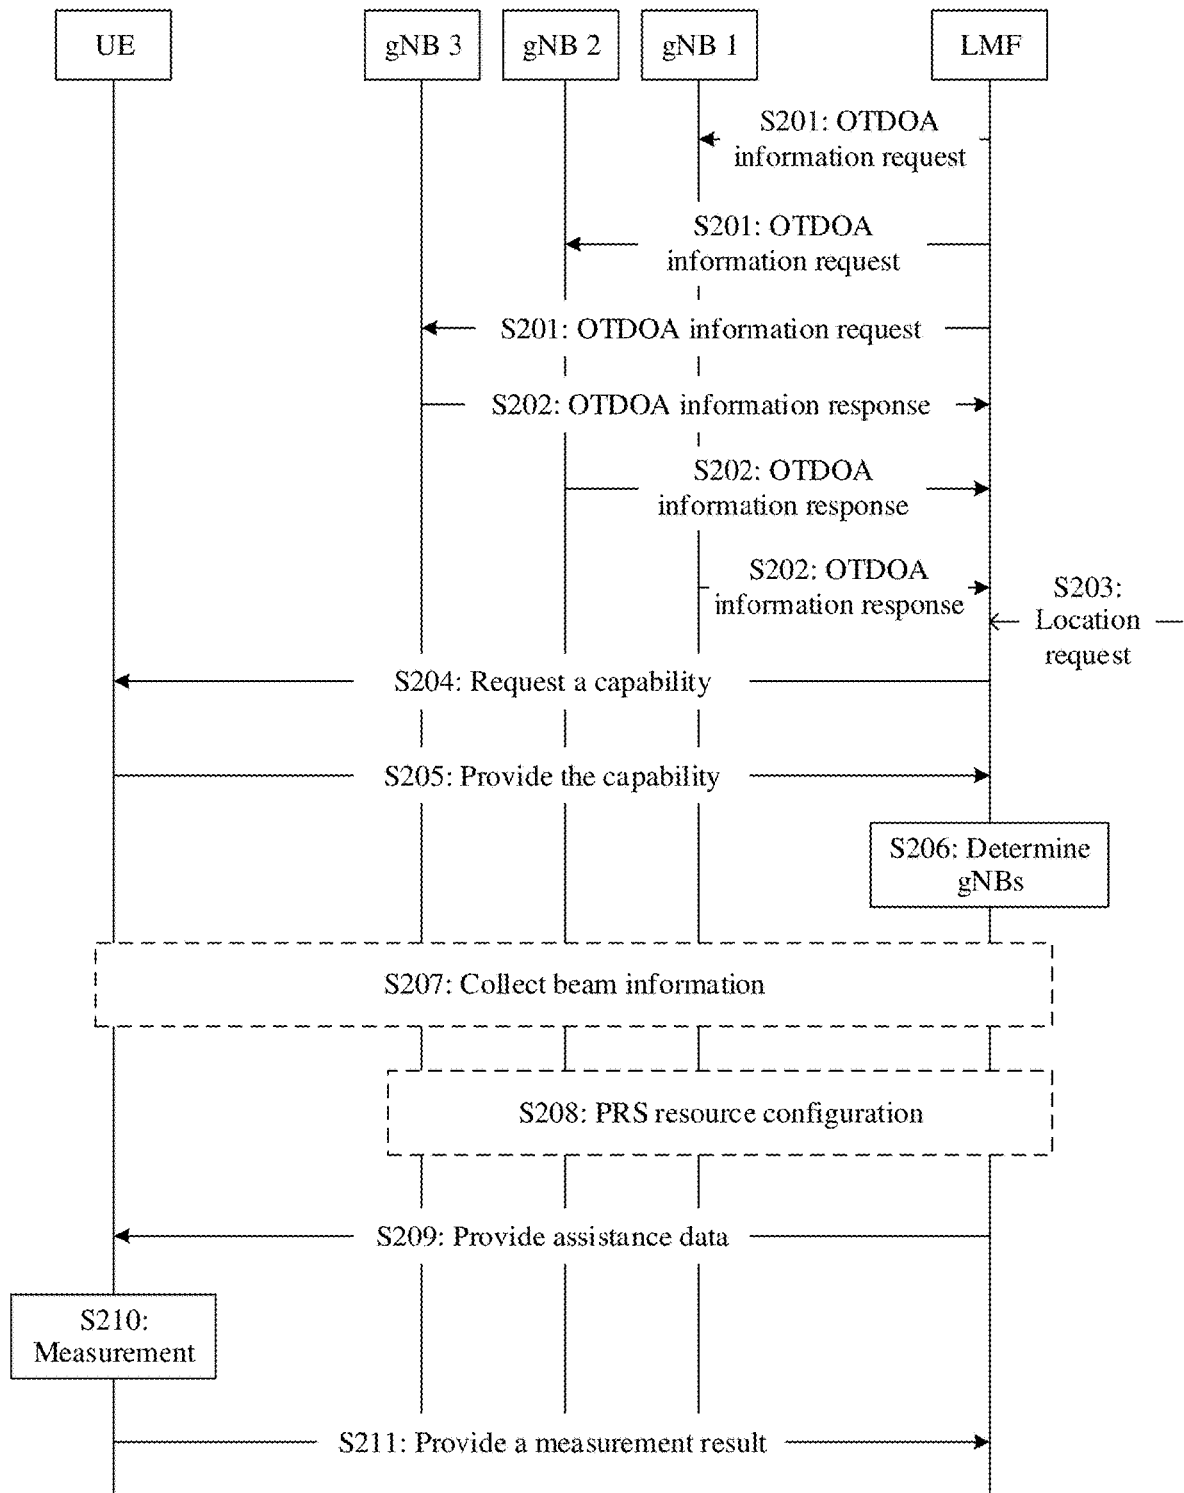 UE
gNB 3
gNB 2
gNB 1
LMF
S201: OTDOA
information request
S201: OTDOA
information request
S201: OTDOA information request
S202: OTDOA information response
S202: OTDOA
information response
S202: OTDOA
information response
S203:
Location
request
S204: Request a capability
S205: Provide the capability
S206: Determine
gNBs
S207: Collect beam information
S208: PRS resource configuration
S209: Provide assistance data
S210:
Measurement
S211: Provide a measurement result